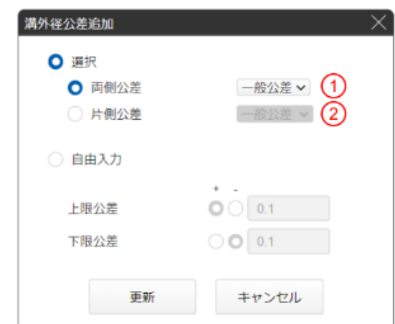 溝外径公差追加
選択
両側公差 一般公差 ①
片側公差 一般公差 ②
自由入力
+ -
上限公差 0.1
下限公差 0.1
更新 キャンセル